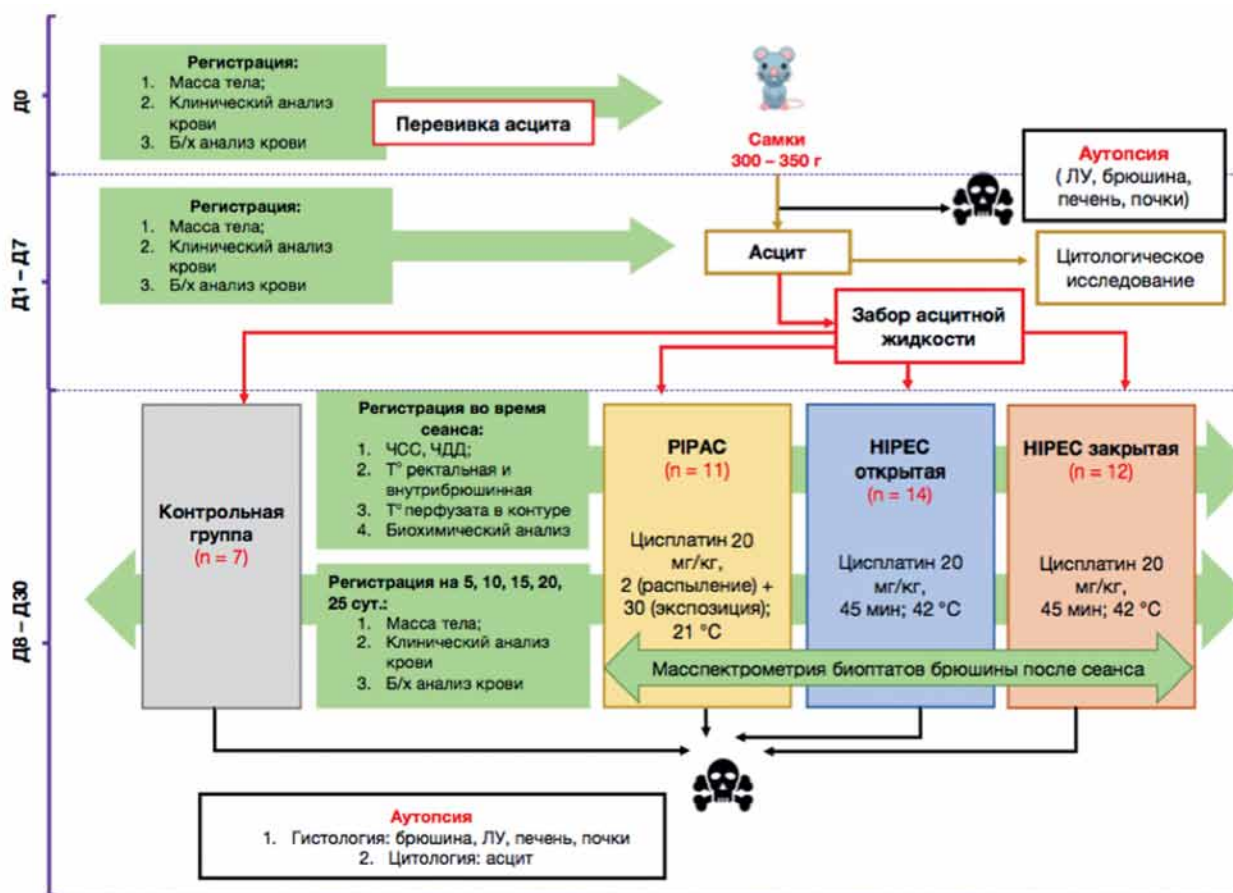 Д0
Регистрация:
1. Масса тела;
2. Клинический анализ
крови
3. Б/х анализ крови
Перевивка асцита
Самки
300 – 350 г
Аутопсия
( ЛУ, брюшина,
печень, почки)
Д1 – Д7
Регистрация:
1. Масса тела;
2. Клинический анализ
крови
3. Б/х анализ крови
Асцит
Цитологическое
исследование
Забор асцитной
жидкости
Д8 – Д30
Контрольная
группа
(n = 7)
Регистрация во время
сеанса:
1. ЧСС, ЧДД;
2. Т° ректальная и
внутрибрюшинная
3. Т° перфузата в контуре
4. Биохимический анализ
Регистрация на 5, 10, 15, 20,
25 сут.:
1. Масса тела;
2. Клинический анализ
крови
3. Б/х анализ крови
PIPAC
(n = 11)
Цисплатин 20
мг/кг,
2 (распыление) +
30 (экспозиция);
21 °C
HIPEC
открытая
(n = 14)
Цисплатин 20
мг/кг,
45 мин; 42 °C
HIPEC закрытая
(n = 12)
Цисплатин 20
мг/кг,
45 мин; 42 °C
Масспектрометрия биоптатов брюшины после сеанса
Аутопсия
1. Гистология: брюшина, ЛУ, печень, почки
2. Цитология: асцит